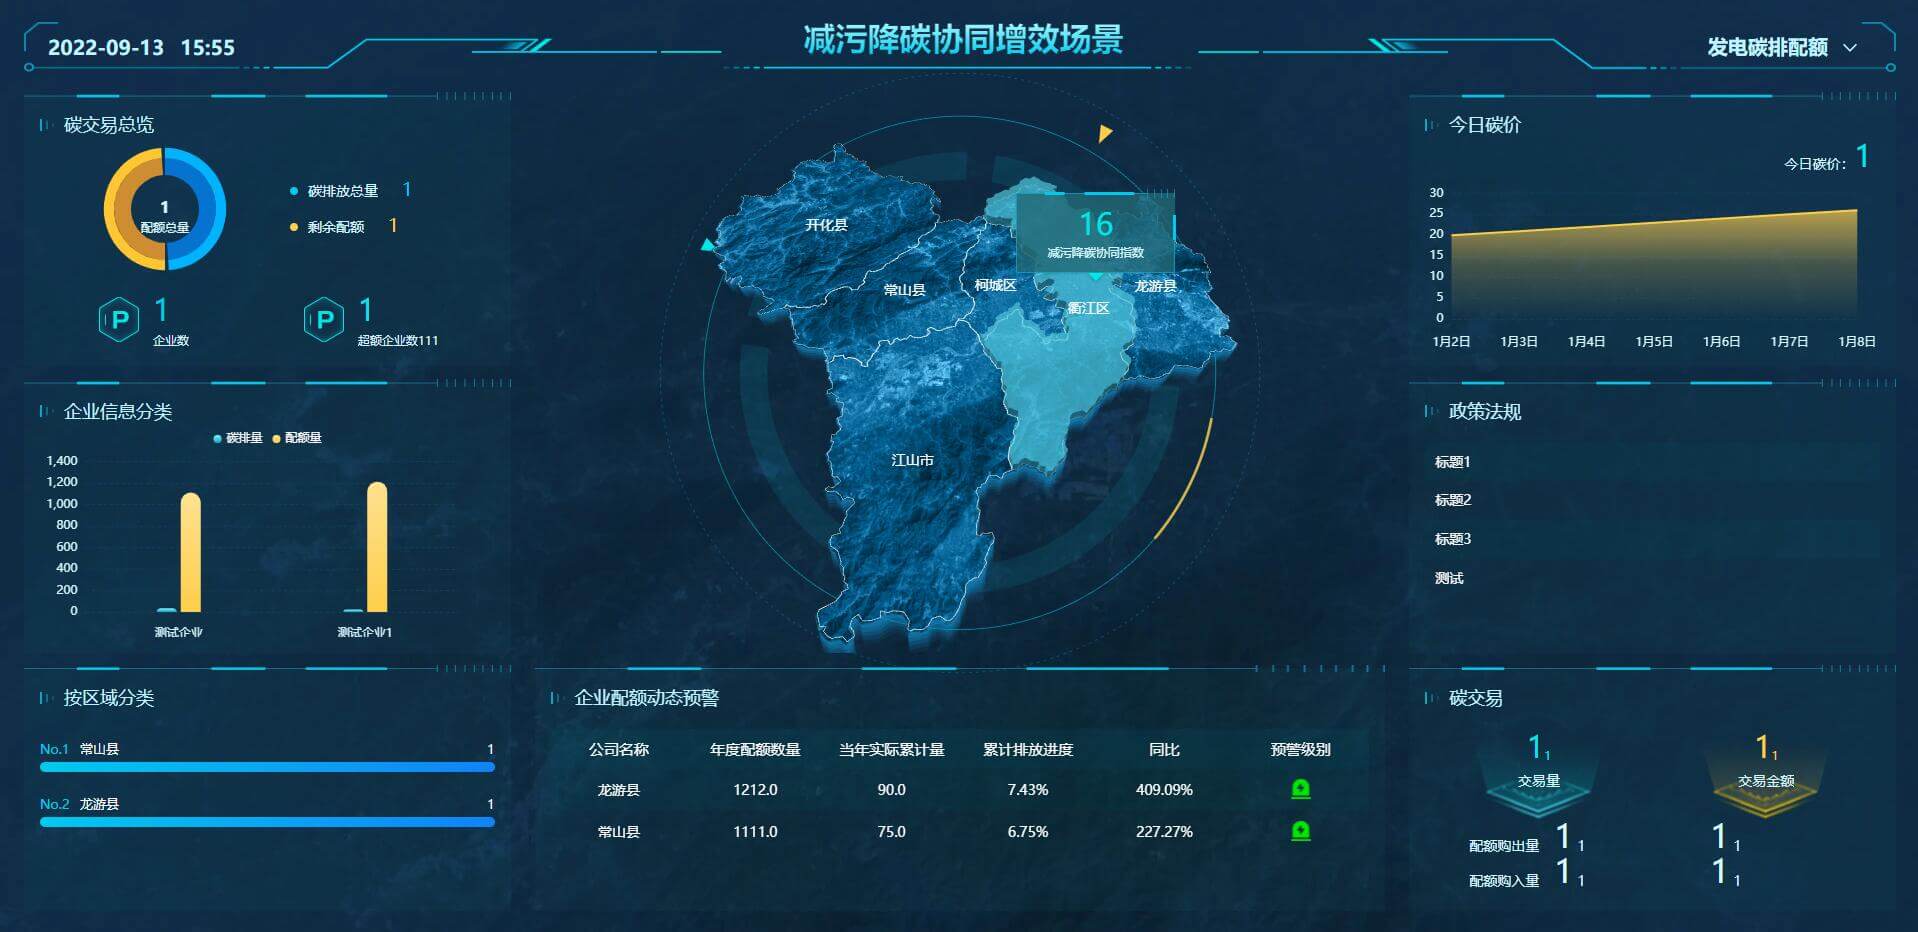 2022-09-13 15:55
减污降碳协同增效场景
发电碳排配额
碳交易总览
1
配额总量
碳排放总量 1
剩余配额 1
P 1
企业数
P 1
超额企业数111
企业信息分类
碳排量 配额量
1,400
1,200
1,000
800
600
400
200
0
测试企业 测试企业1
按区域分类
No.1 常山县 1
No.2 龙游县 1
16
减污降碳协同指数
开化县
常山县
柯城区
龙游县
衢江区
江山市
企业配额动态预警
公司名称 年度配额数量 当年实际累计量 累计排放进度 同比 预警级别
龙游县 1212.0 90.0 7.43% 409.09%
常山县 1111.0 75.0 6.75% 227.27%
今日碳价
今日碳价: 1
30
25
20
15
10
5
0
1月2日 1月3日 1月4日 1月5日 1月6日 1月7日 1月8日
政策法规
标题1
标题2
标题3
测试
碳交易
1 1
交易量
1 1
交易金额
配额购出量 1 1 1 1
配额购入量 1 1 1 1